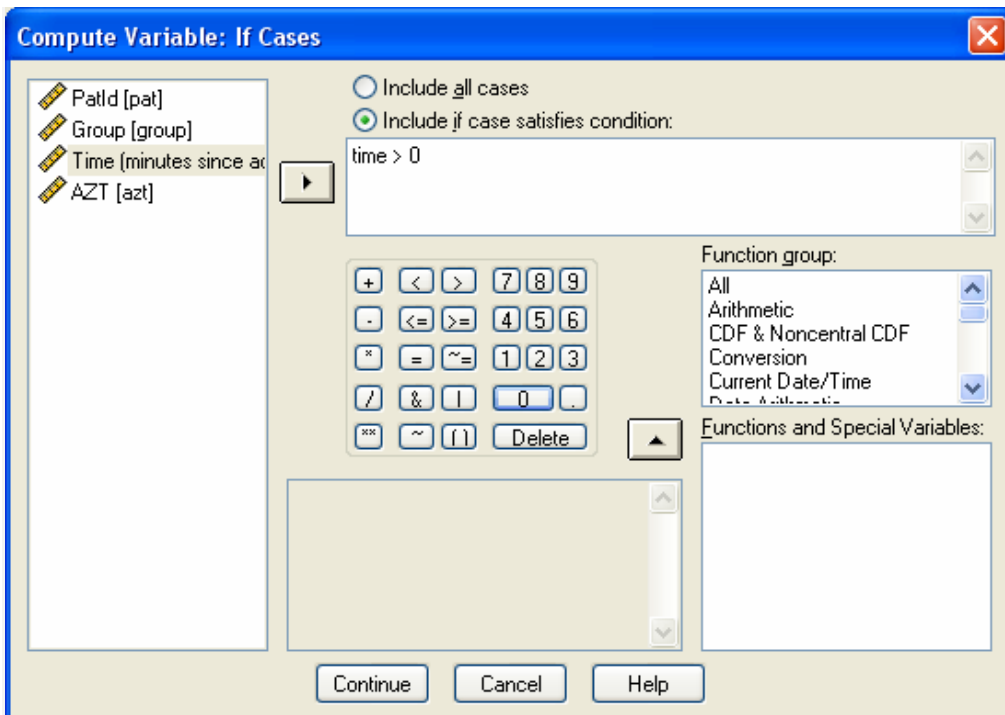 Compute Variable: If Cases
PatId [pat]
Group [group]
Time (minutes since
AZT [azt]
Include all cases
Include if case satisfies condition:
time > 0
+ < > 7 8 9
- <= >= 4 5 6
* = ~= 1 2 3
/ & | 0 .
** ~ ( ) Delete
Function group:
All
Arithmetic
CDF & Noncentral CDF
Conversion
Current Date/Time
Date Arithmetic
Functions and Special Variables:
Continue Cancel Help